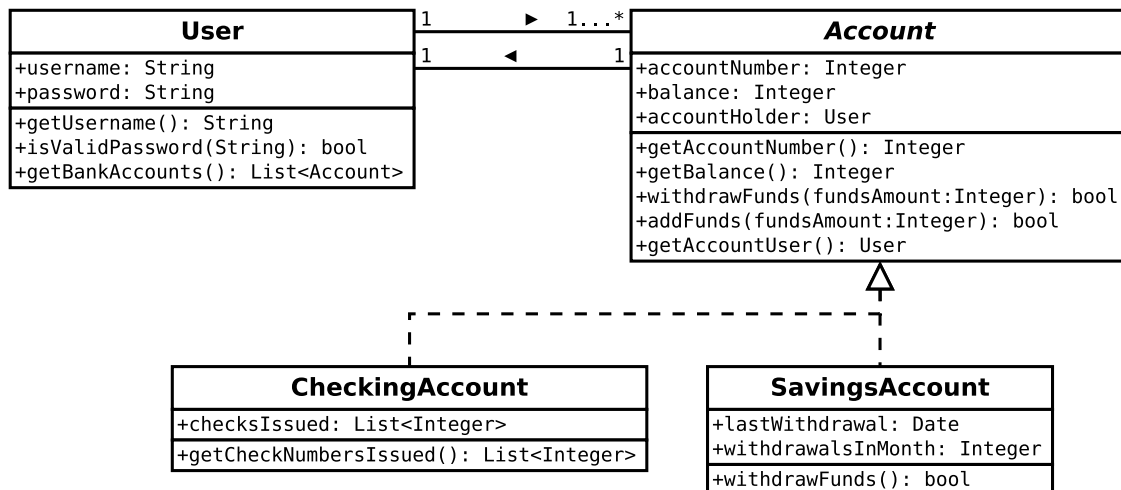 User
+username: String
+password: String
+getUsername(): String
+isValidPassword(String): bool
+getBankAccounts(): List<Account>
1 ► 1...*
1 ◄ 1
Account
+accountNumber: Integer
+balance: Integer
+accountHolder: User
+getAccountNumber(): Integer
+getBalance(): Integer
+withdrawFunds(fundsAmount:Integer): bool
+addFunds(fundsAmount:Integer): bool
+getAccountUser(): User
CheckingAccount
+checksIssued: List<Integer>
+getCheckNumbersIssued(): List<Integer>
SavingsAccount
+lastWithdrawal: Date
+withdrawalsInMonth: Integer
+withdrawFunds(): bool